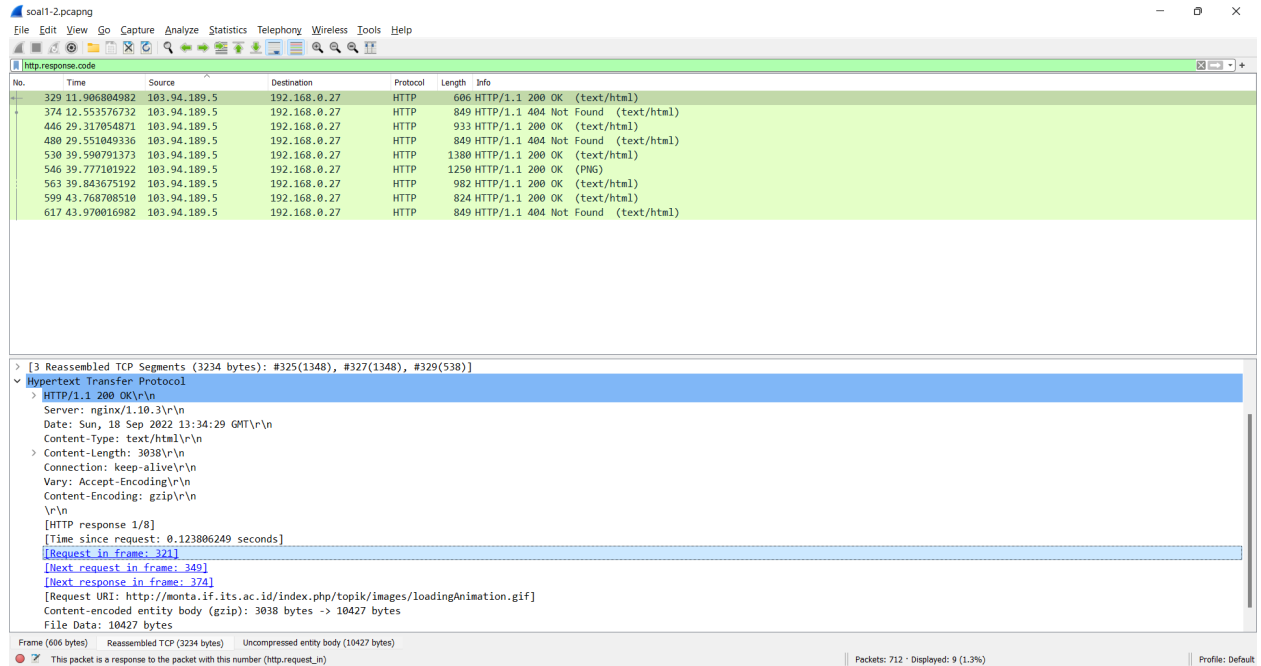 soal1-2.pcapng
File Edit View Go Capture Analyze Statistics Telephony Wireless Tools Help
http.response.code
No. Time Source Destination Protocol Length Info
329 11.906804982 103.94.189.5 192.168.0.27 HTTP 606 HTTP/1.1 200 OK (text/html)
374 12.553576732 103.94.189.5 192.168.0.27 HTTP 849 HTTP/1.1 404 Not Found (text/html)
446 29.317054871 103.94.189.5 192.168.0.27 HTTP 933 HTTP/1.1 200 OK (text/html)
480 29.551049336 103.94.189.5 192.168.0.27 HTTP 849 HTTP/1.1 404 Not Found (text/html)
530 39.590791373 103.94.189.5 192.168.0.27 HTTP 1380 HTTP/1.1 200 OK (text/html)
546 39.777101922 103.94.189.5 192.168.0.27 HTTP 1250 HTTP/1.1 200 OK (PNG)
563 39.843675192 103.94.189.5 192.168.0.27 HTTP 982 HTTP/1.1 200 OK (text/html)
599 43.768708510 103.94.189.5 192.168.0.27 HTTP 824 HTTP/1.1 200 OK (text/html)
617 43.970016982 103.94.189.5 192.168.0.27 HTTP 849 HTTP/1.1 404 Not Found (text/html)
[3 Reassembled TCP Segments (3234 bytes): #325(1348), #327(1348), #329(538)]
Hypertext Transfer Protocol
HTTP/1.1 200 OK\r\n
Server: nginx/1.10.3\r\n
Date: Sun, 18 Sep 2022 13:34:29 GMT\r\n
Content-Type: text/html\r\n
Content-Length: 3038\r\n
Connection: keep-alive\r\n
Vary: Accept-Encoding\r\n
Content-Encoding: gzip\r\n
\r\n
[HTTP response 1/8]
[Time since request: 0.123806249 seconds]
[Request in frame: 321]
[Next request in frame: 349]
[Next response in frame: 374]
[Request URI: http://monta.if.its.ac.id/index.php/topik/images/loadingAnimation.gif]
Content-encoded entity body (gzip): 3038 bytes -> 10427 bytes
File Data: 10427 bytes
Frame (606 bytes) Reassembled TCP (3234 bytes) Uncompressed entity body (10427 bytes)
This packet is a response to the packet with this number (http.request_in) Packets: 712 · Displayed: 9 (1.3%) Profile: Default